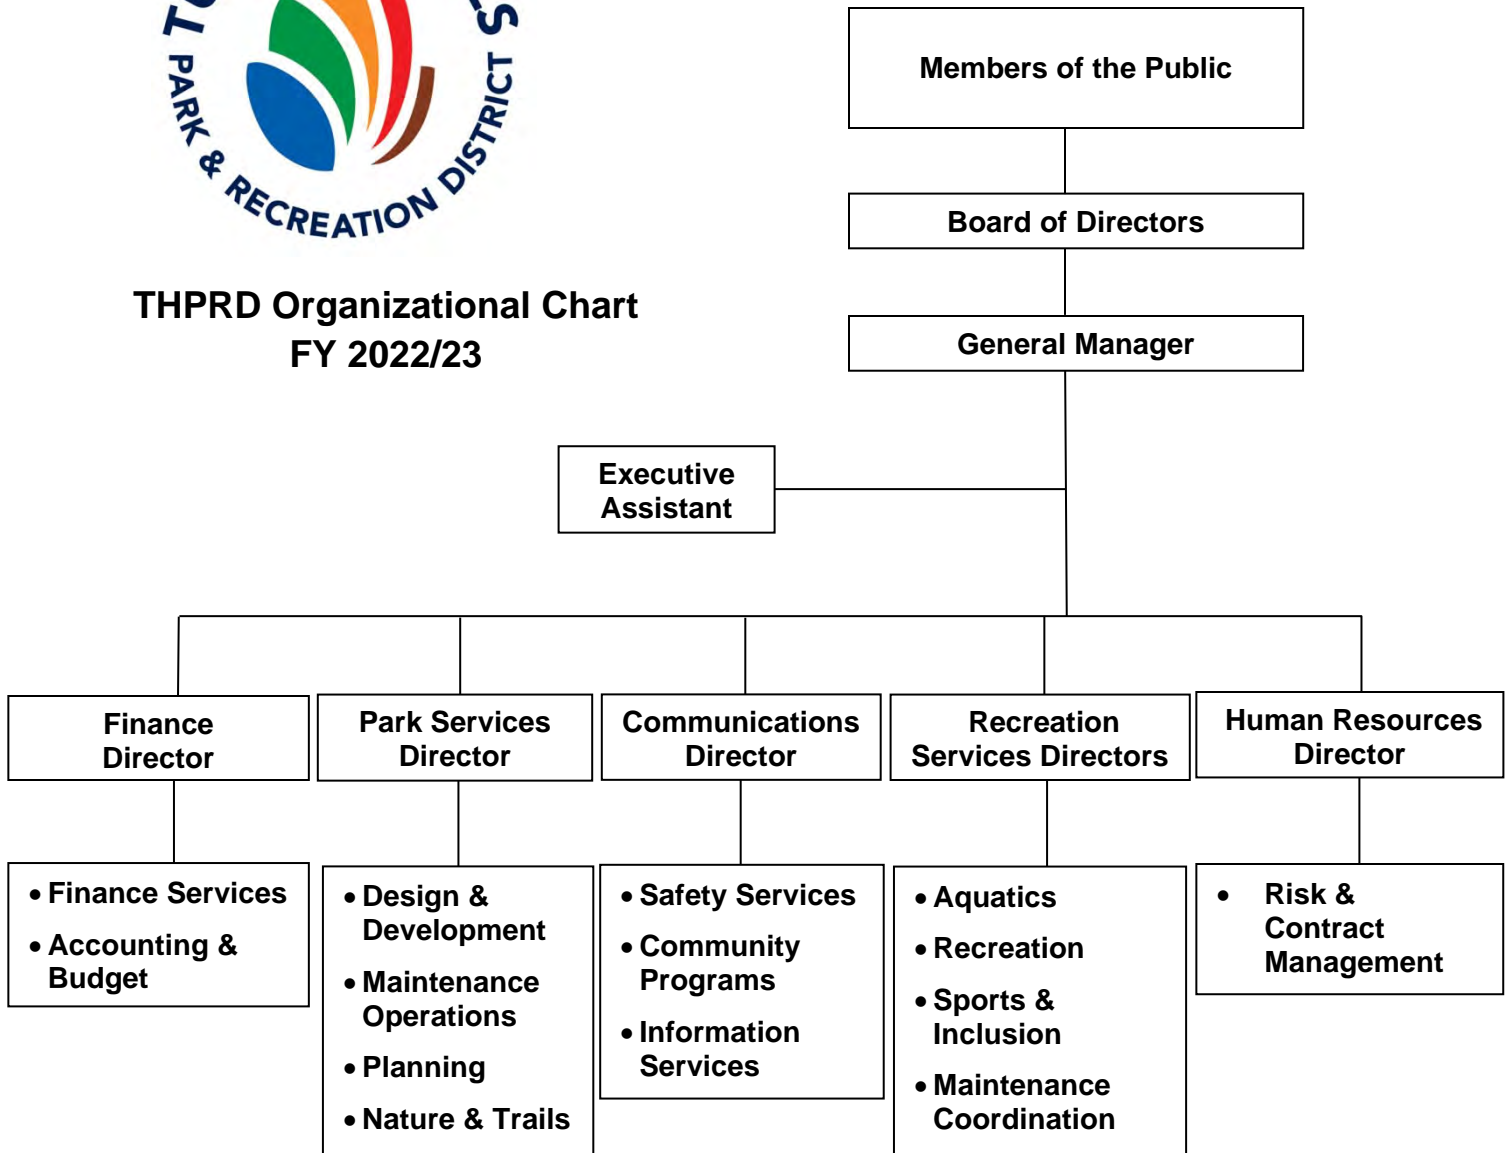 PARK & RECREATION DISTRICT
THPRD Organizational Chart
FY 2022/23
Members of the Public
Board of Directors
General Manager
Executive
Assistant
Finance
Director
Park Services
Director
Communications
Director
Recreation
Services Directors
Human Resources
Director
• Finance Services
• Accounting &
Budget
• Design &
Development
• Maintenance
Operations
• Planning
• Nature & Trails
• Safety Services
• Community
Programs
• Information
Services
• Aquatics
• Recreation
• Sports &
Inclusion
• Maintenance
Coordination
• Risk &
Contract
Management